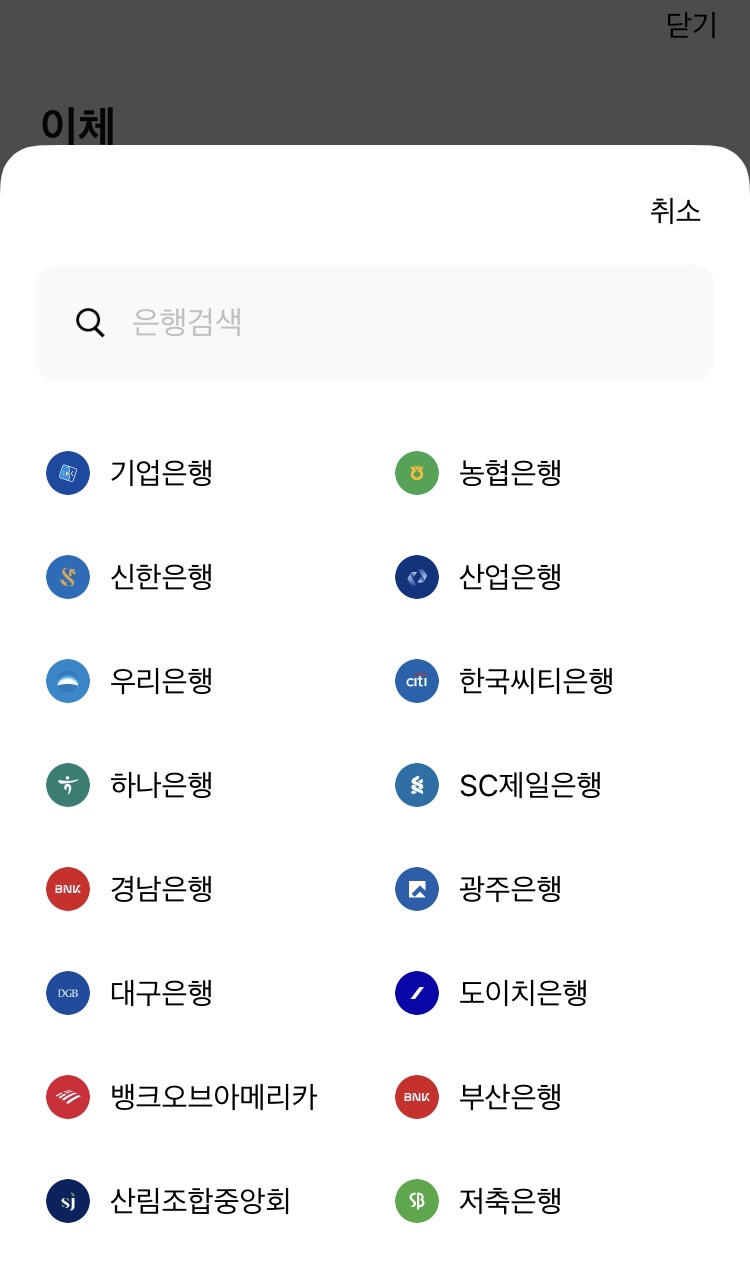 닫기
이체
취소
은행검색
기업은행
농협은행
신한은행
산업은행
우리은행
citi 한국씨티은행
하나은행
SC제일은행
BNK 경남은행
광주은행
DGB 대구은행
도이치은행
뱅크오브아메리카
BNK 부산은행
sj 산림조합중앙회
SB 저축은행